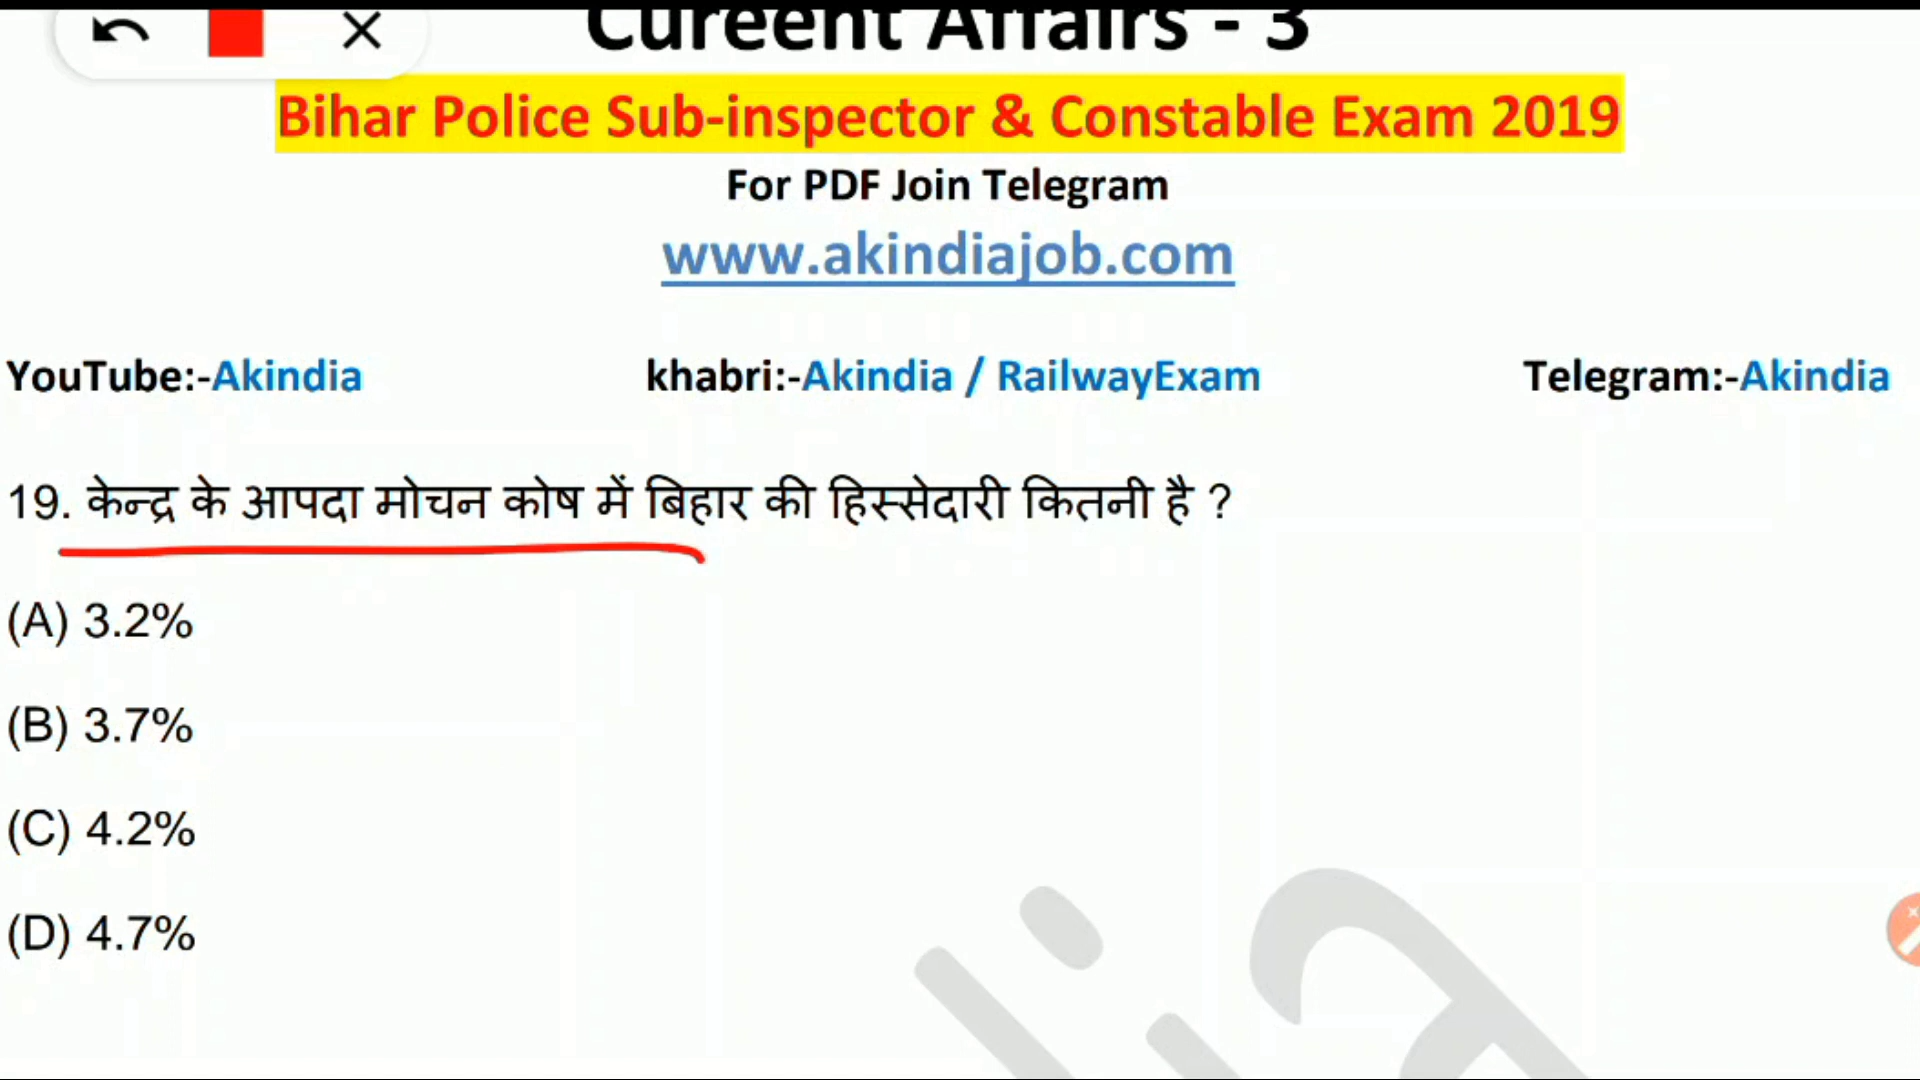 Cureent Affairs - 3
Bihar Police Sub-inspector & Constable Exam 2019
For PDF Join Telegram
www.akindiajob.com
YouTube:-Akindia khabri:-Akindia / RailwayExam Telegram:-Akindia
19. केन्द्र के आपदा मोचन कोष में बिहार की हिस्सेदारी कितनी है ?
(A) 3.2%
(B) 3.7%
(C) 4.2%
(D) 4.7%